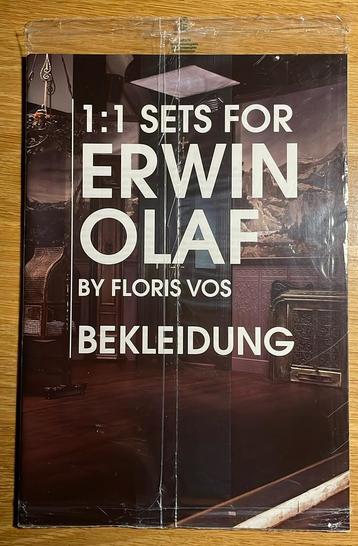 1:1 SETS FOR
ERWIN
OLAF
BY FLORIS VOS
BEKLEIDUNG